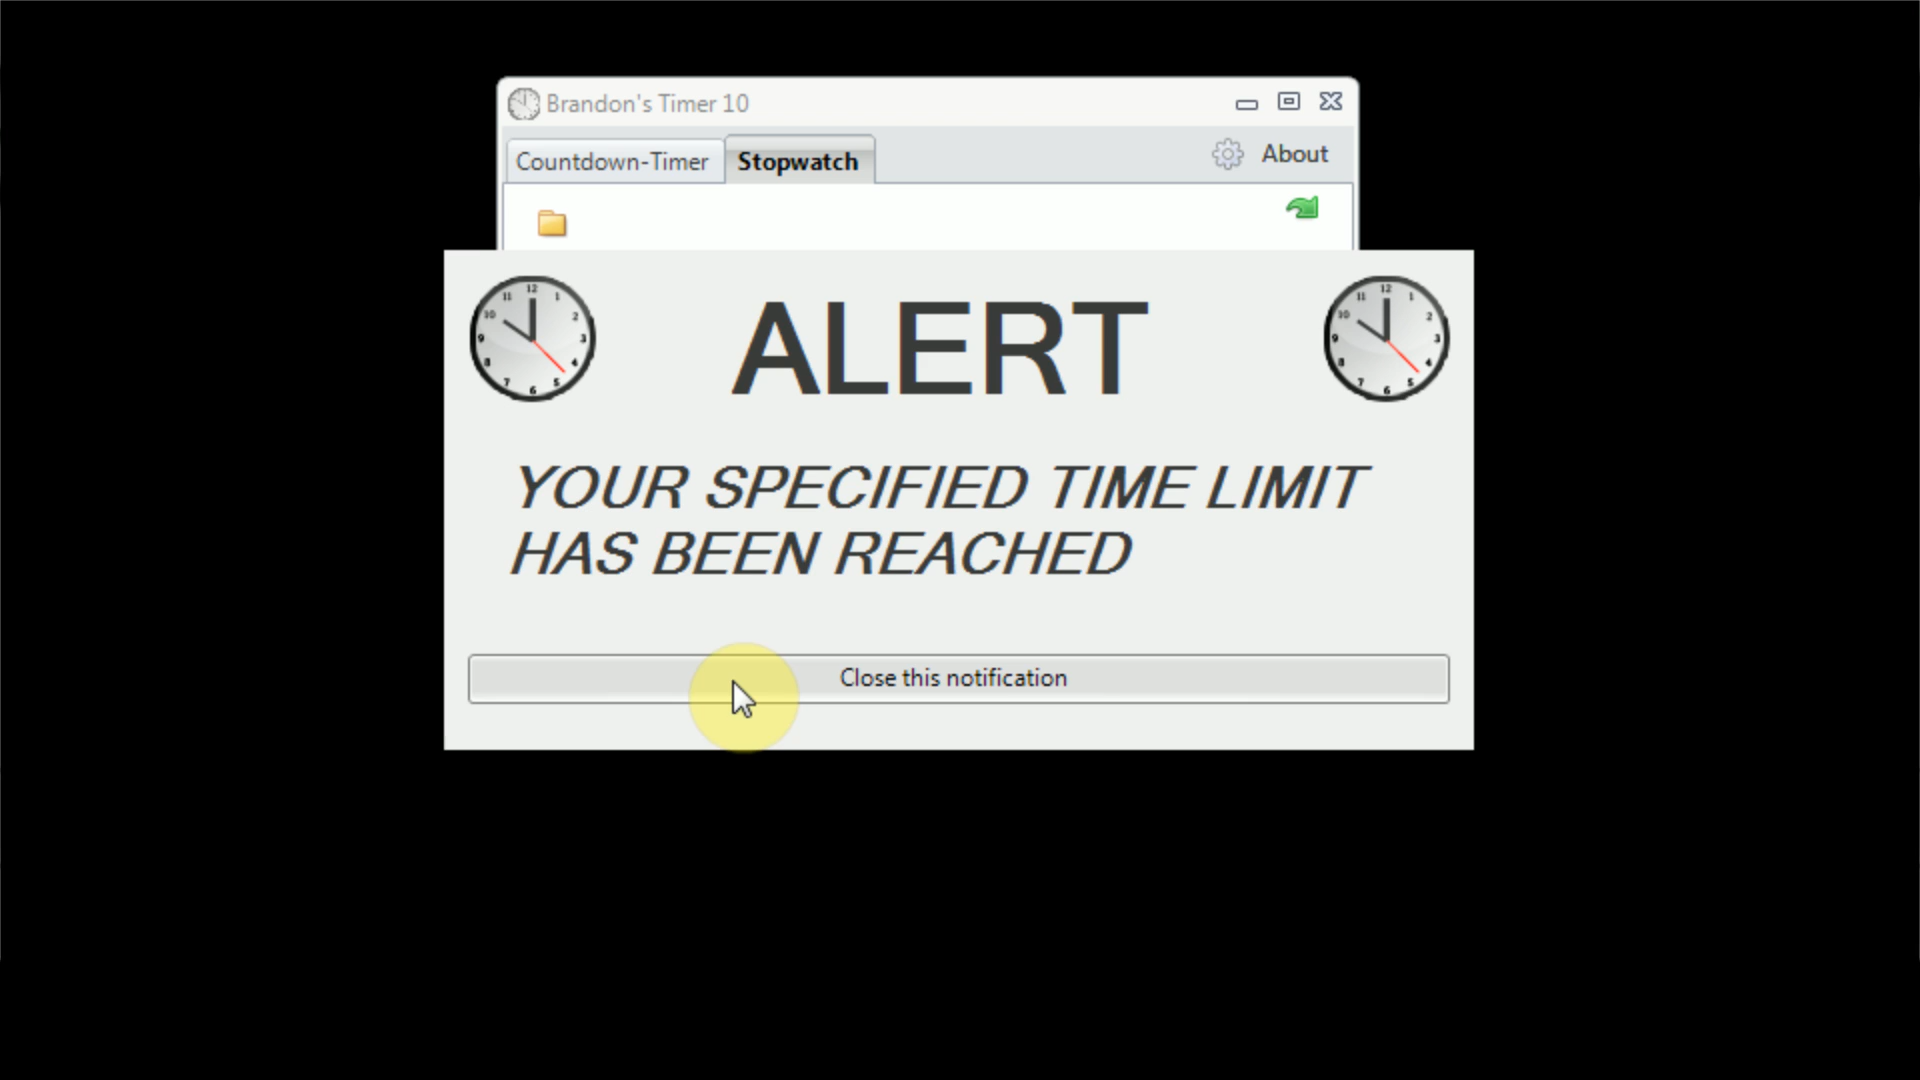 Brandon's Timer 10
Countdown-Timer Stopwatch About
ALERT
YOUR SPECIFIED TIME LIMIT
HAS BEEN REACHED
Close this notification